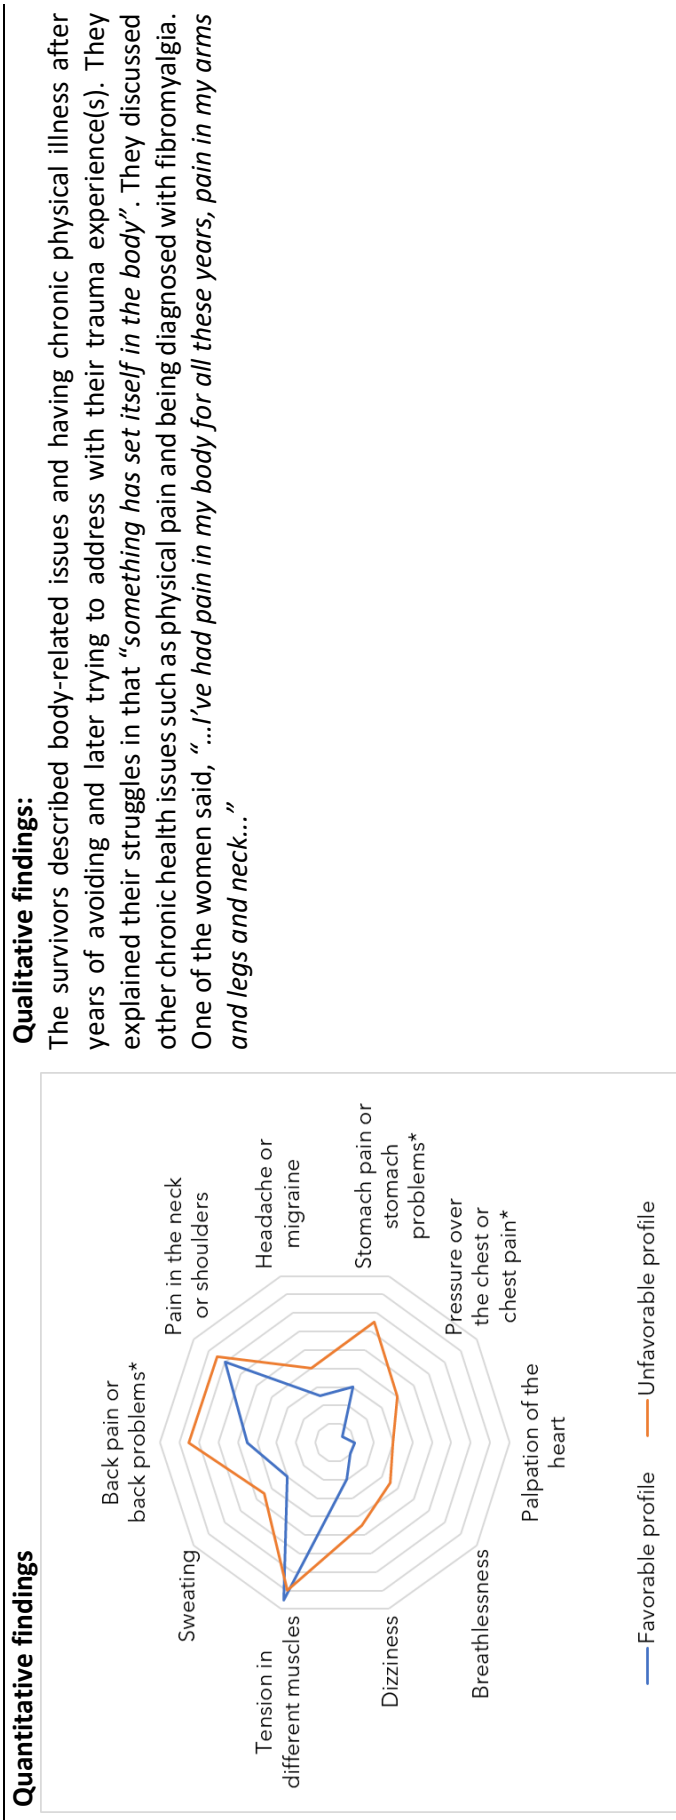 Quantitative findings
Back pain or
back problems*
Pain in the neck
or shoulders
Headache or
migraine
Stomach pain or
stomach
problems*
Pressure over
the chest or
chest pain*
Palpation of the
heart
Breathlessness
Dizziness
Tension in
different muscles
Sweating
Favorable profile
Unfavorable profile
Qualitative findings:
The survivors described body-related issues and having chronic physical illness after
years of avoiding and later trying to address with their trauma experience(s). They
explained their struggles in that “something has set itself in the body”. They discussed
other chronic health issues such as physical pain and being diagnosed with fibromyalgia.
One of the women said, “…I’ve had pain in my body for all these years, pain in my arms
and legs and neck…”